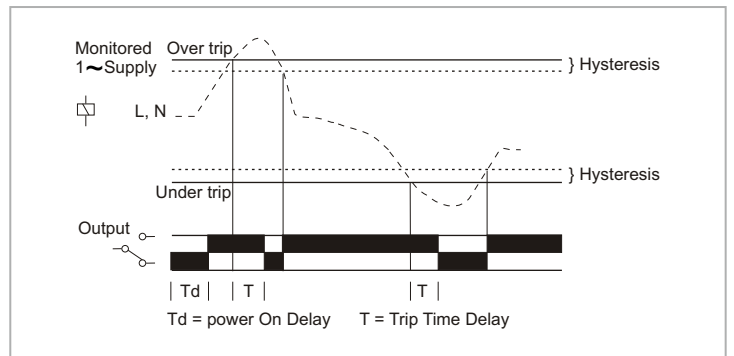 Monitored Over trip
1~Supply
} Hysteresis
L, N
} Hysteresis
Under trip
Output
Td T T
Td = power On Delay T = Trip Time Delay